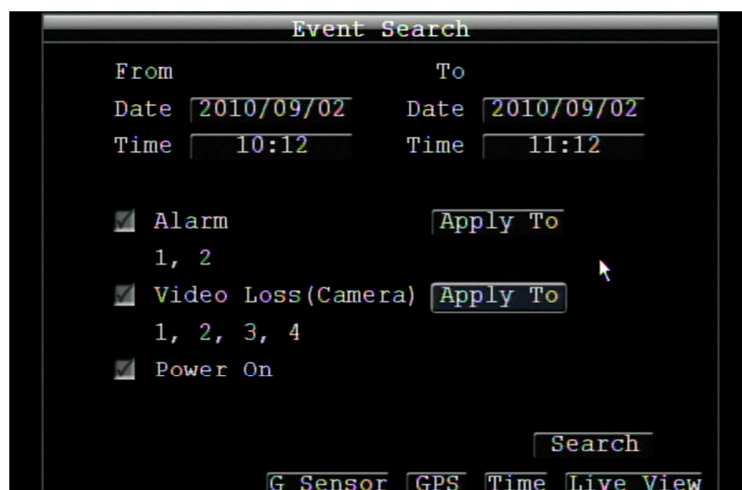 Event Search
From To
Date 2010/09/02 Date 2010/09/02
Time 10:12 Time 11:12
Alarm Apply To
1, 2
Video Loss(Camera) Apply To
1, 2, 3, 4
Power On
Search
G Sensor GPS Time Live View